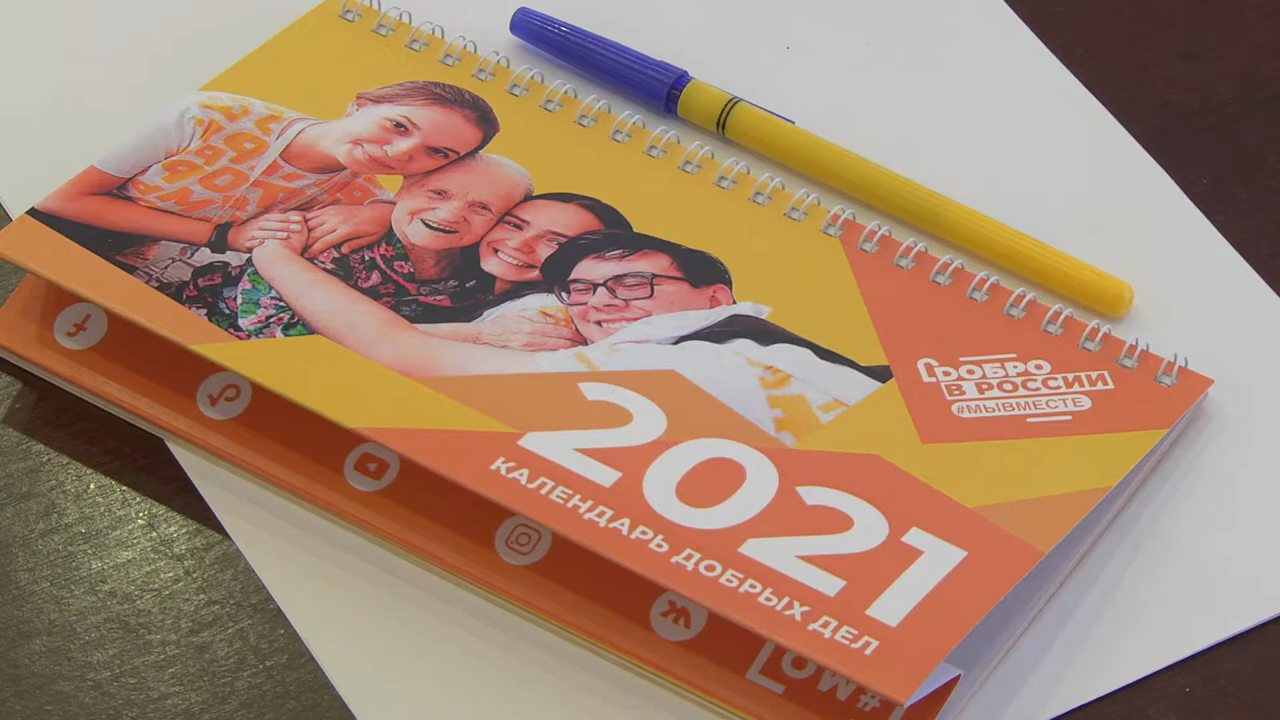 ДОБРО
В РОССИИ
#МЫВМЕСТЕ
2021
КАЛЕНДАРЬ ДОБРЫХ ДЕЛ